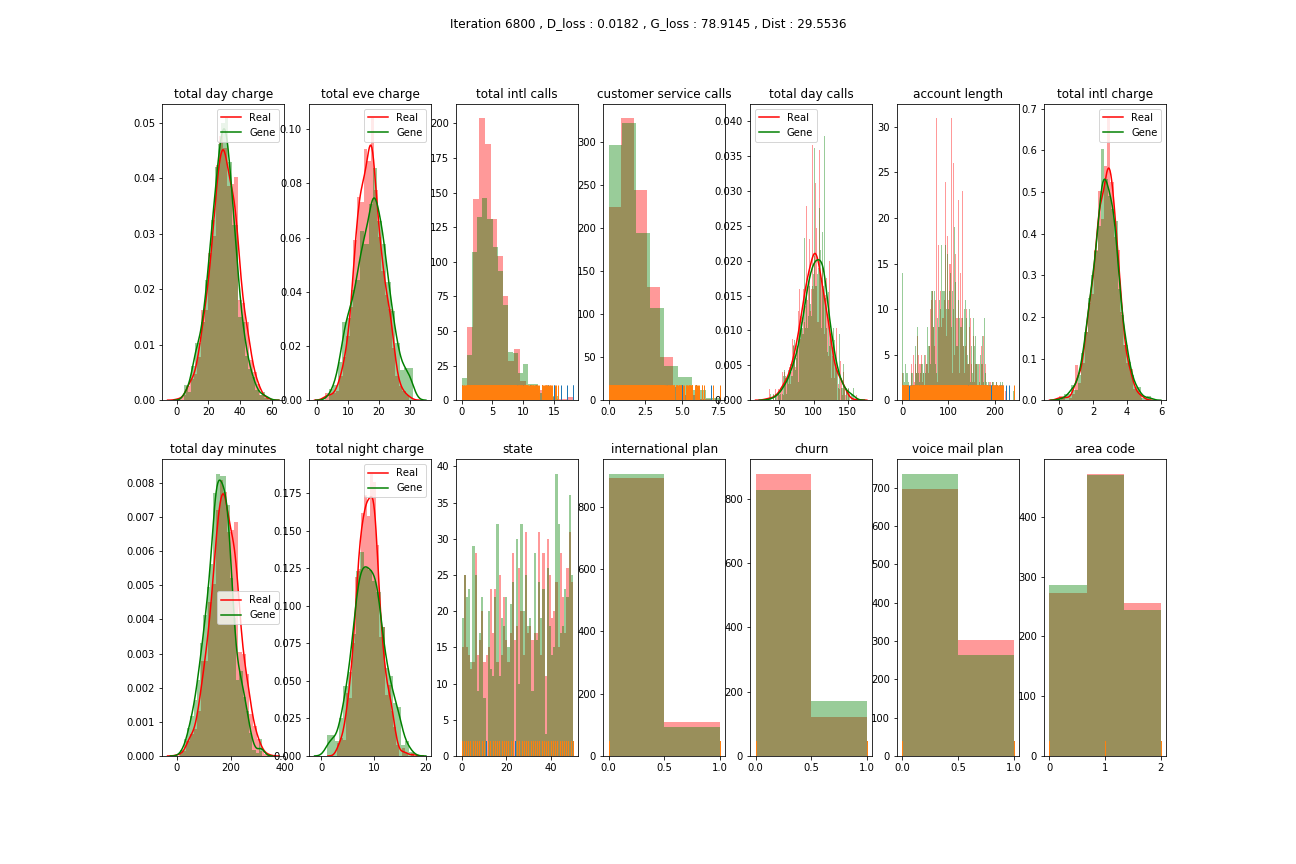 Iteration 6800 , D_loss : 0.0182 , G_loss : 78.9145 , Dist : 29.5536
total day charge
total eve charge
total intl calls
customer service calls
total day calls
account length
total intl charge
Real
Gene
Real
Gene
Real
Gene
Real
Gene
0.05
0.04
0.03
0.02
0.01
0.00
0 20 40 60
0.10
0.08
0.06
0.04
0.02
0.00
0 10 20 30
200
175
150
125
100
75
50
25
0
0 5 10 15
300
250
200
150
100
50
0
0.0 2.5 5.0 7.5
0.040
0.035
0.030
0.025
0.020
0.015
0.010
0.005
0.000
50 100 150
30
25
20
15
10
5
0
0 100 200
0.7
0.6
0.5
0.4
0.3
0.2
0.1
0.0
0 2 4 6
total day minutes
total night charge
state
international plan
churn
voice mail plan
area code
Real
Gene
Real
Gene
0.008
0.007
0.006
0.005
0.004
0.003
0.002
0.001
0.000
0 200 400
0.175
0.150
0.125
0.100
0.075
0.050
0.025
0.000
0 10 20
40
35
30
25
20
15
10
5
0
0 20 40
800
600
400
200
0
0.0 0.5 1.0
800
600
400
200
0
0.0 0.5 1.0
700
600
500
400
300
200
100
0
0.0 0.5 1.0
400
300
200
100
0
0 1 2